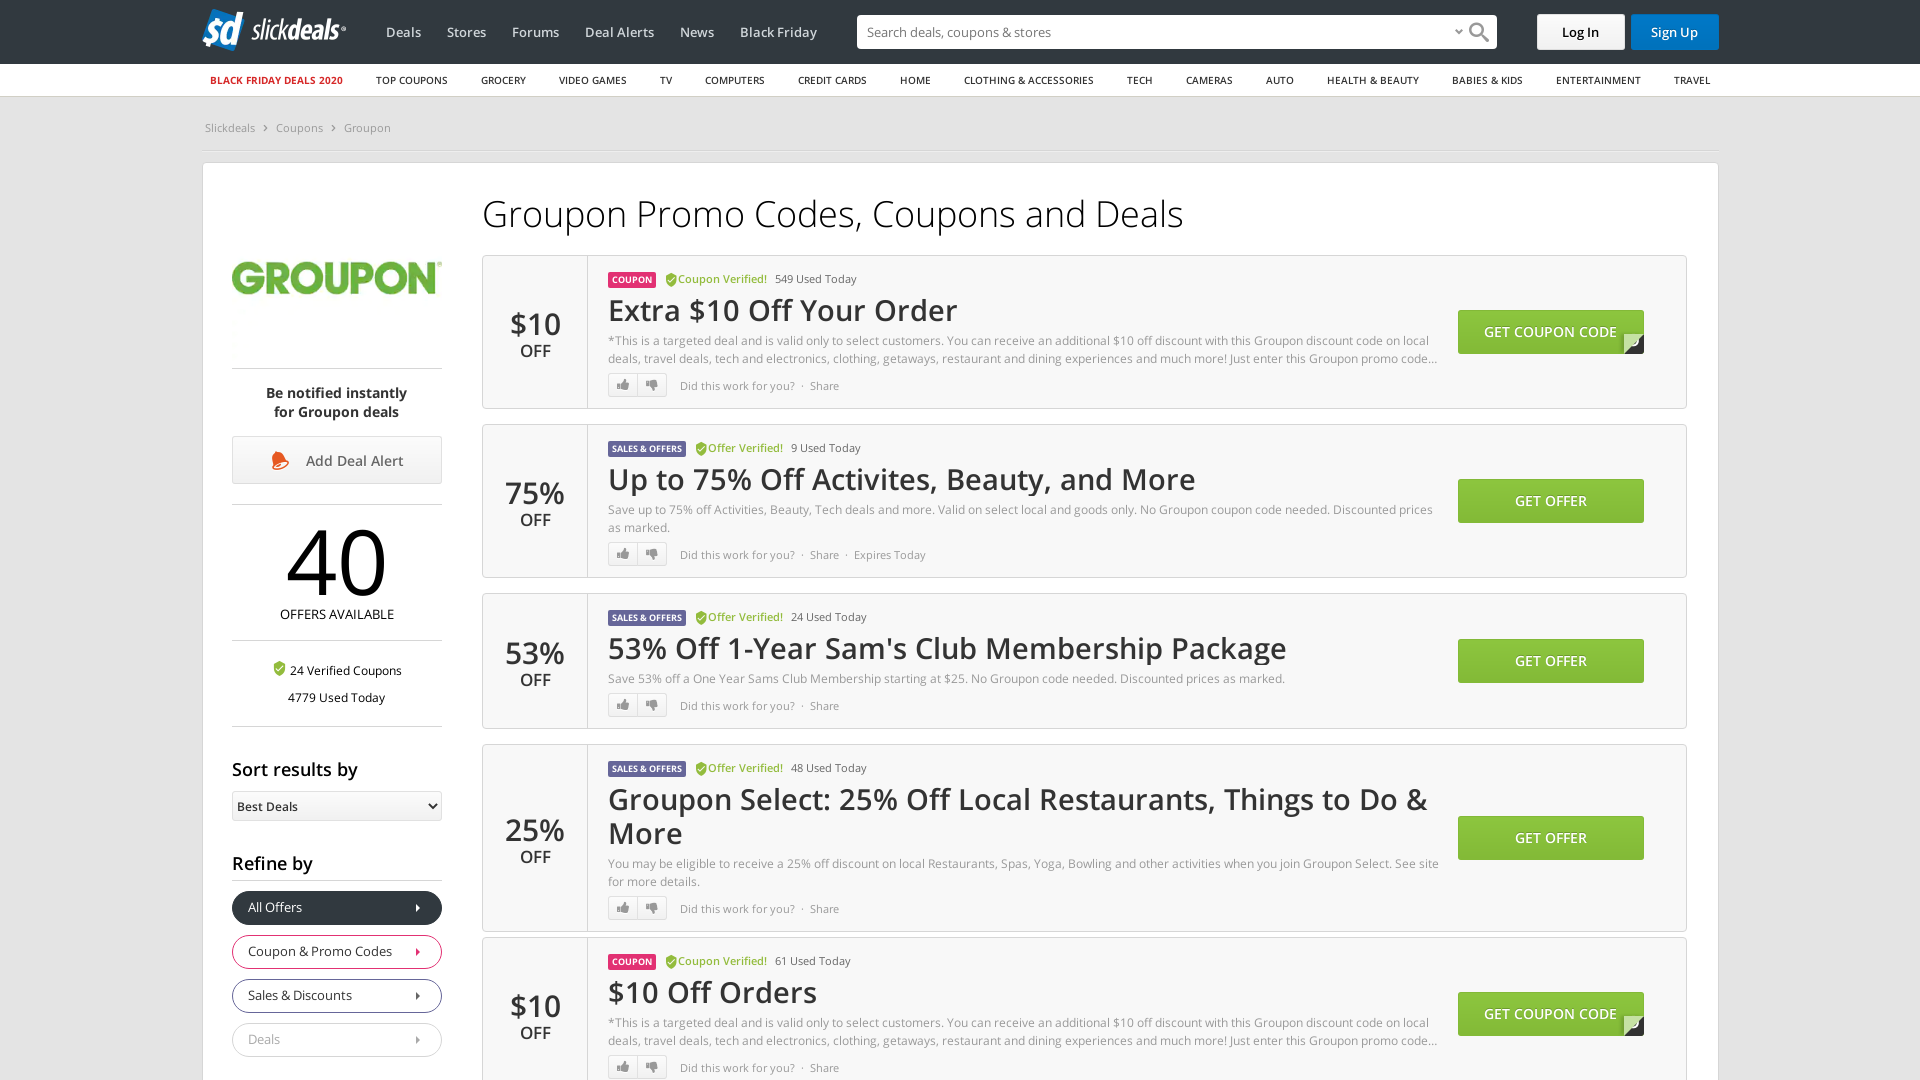 sd slickdeals
Deals Stores Forums Deal Alerts News Black Friday
Search deals, coupons & stores
Log In
Sign Up
BLACK FRIDAY DEALS 2020 TOP COUPONS GROCERY VIDEO GAMES TV COMPUTERS CREDIT CARDS HOME CLOTHING & ACCESSORIES TECH CAMERAS AUTO HEALTH & BEAUTY BABIES & KIDS ENTERTAINMENT TRAVEL
Slickdeals > Coupons > Groupon
GROUPON
Be notified instantly
for Groupon deals
Add Deal Alert
40
OFFERS AVAILABLE
24 Verified Coupons
4779 Used Today
Sort results by
Best Deals
Refine by
All Offers
Coupon & Promo Codes
Sales & Discounts
Deals
Groupon Promo Codes, Coupons and Deals
$10
OFF
COUPON Coupon Verified! 549 Used Today
Extra $10 Off Your Order
*This is a targeted deal and is valid only to select customers. You can receive an additional $10 off discount with this Groupon discount code on local
deals, travel deals, tech and electronics, clothing, getaways, restaurant and dining experiences and much more! Just enter this Groupon promo code...
Did this work for you? · Share
GET COUPON CODE
75%
OFF
SALES & OFFERS Offer Verified! 9 Used Today
Up to 75% Off Activites, Beauty, and More
Save up to 75% off Activities, Beauty, Tech deals and more. Valid on select local and goods only. No Groupon coupon code needed. Discounted prices
as marked.
Did this work for you? · Share · Expires Today
GET OFFER
53%
OFF
SALES & OFFERS Offer Verified! 24 Used Today
53% Off 1-Year Sam's Club Membership Package
Save 53% off a One Year Sams Club Membership starting at $25. No Groupon code needed. Discounted prices as marked.
Did this work for you? · Share
GET OFFER
25%
OFF
SALES & OFFERS Offer Verified! 48 Used Today
Groupon Select: 25% Off Local Restaurants, Things to Do &
More
You may be eligible to receive a 25% off discount on local Restaurants, Spas, Yoga, Bowling and other activities when you join Groupon Select. See site
for more details.
Did this work for you? · Share
GET OFFER
$10
OFF
COUPON Coupon Verified! 61 Used Today
$10 Off Orders
*This is a targeted deal and is valid only to select customers. You can receive an additional $10 off discount with this Groupon discount code on local
deals, travel deals, tech and electronics, clothing, getaways, restaurant and dining experiences and much more! Just enter this Groupon promo code...
Did this work for you? · Share
GET COUPON CODE